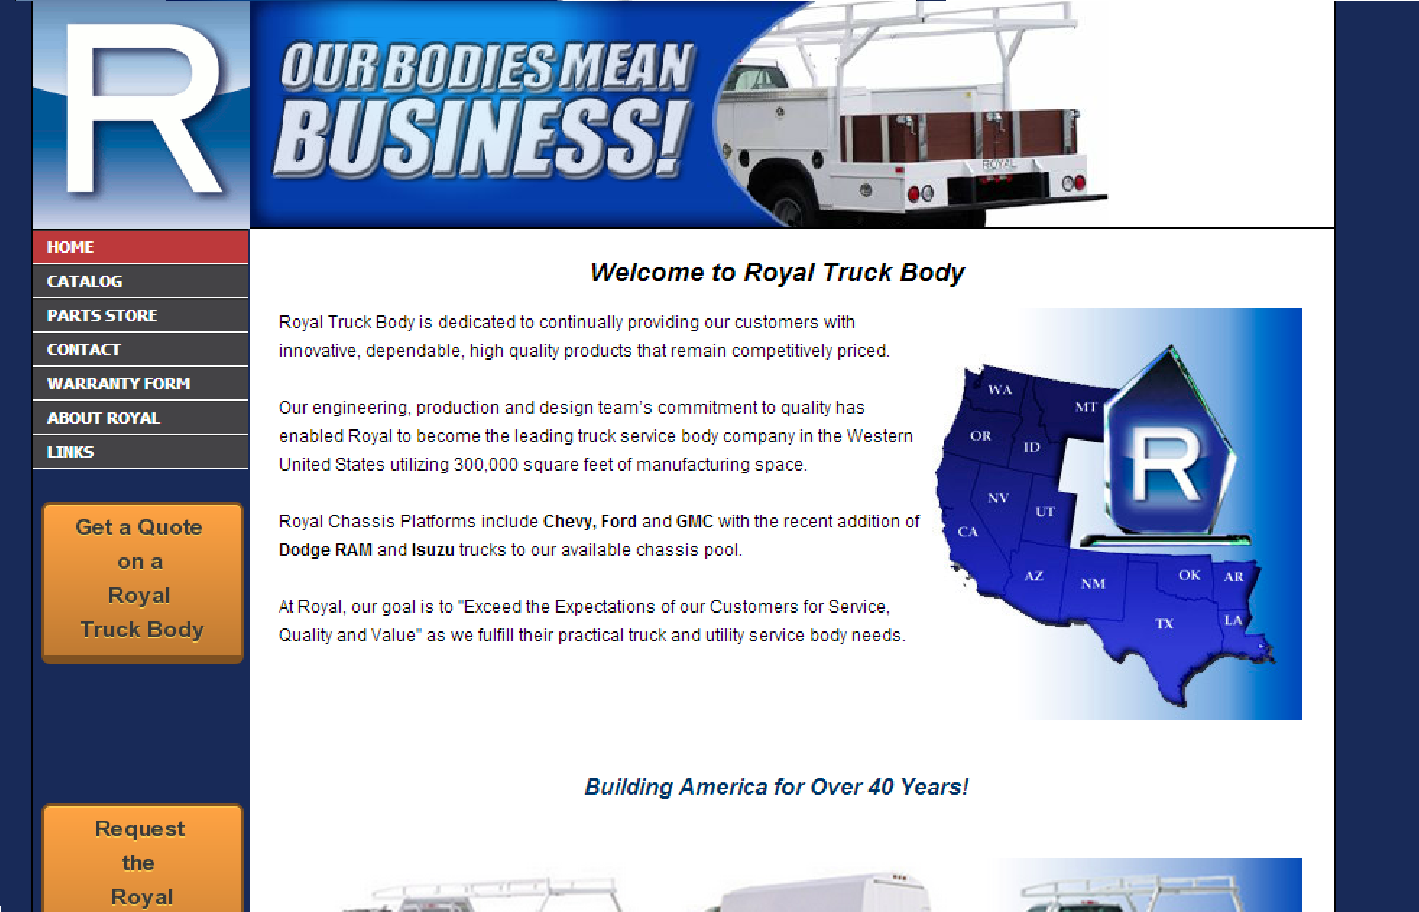 R
OUR BODIES MEAN
BUSINESS!
ROYAL
HOME
CATALOG
PARTS STORE
CONTACT
WARRANTY FORM
ABOUT ROYAL
LINKS
Get a Quote
on a
Royal
Truck Body
Request
the
Royal
Welcome to Royal Truck Body
Royal Truck Body is dedicated to continually providing our customers with
innovative, dependable, high quality products that remain competitively priced.
Our engineering, production and design team's commitment to quality has
enabled Royal to become the leading truck service body company in the Western
United States utilizing 300,000 square feet of manufacturing space.
Royal Chassis Platforms include Chevy, Ford and GMC with the recent addition of
Dodge RAM and Isuzu trucks to our available chassis pool.
At Royal, our goal is to "Exceed the Expectations of our Customers for Service,
Quality and Value" as we fulfill their practical truck and utility service body needs.
WA
MT
OR
ID
R
NV
UT
CA
AZ
NM
OK
AR
TX
LA
Building America for Over 40 Years!